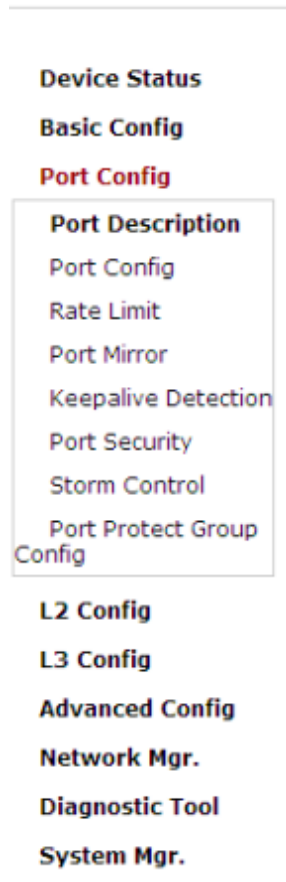 Device Status
Basic Config
Port Config
Port Description
Port Config
Rate Limit
Port Mirror
Keepalive Detection
Port Security
Storm Control
Port Protect Group
Config
L2 Config
L3 Config
Advanced Config
Network Mgr.
Diagnostic Tool
System Mgr.